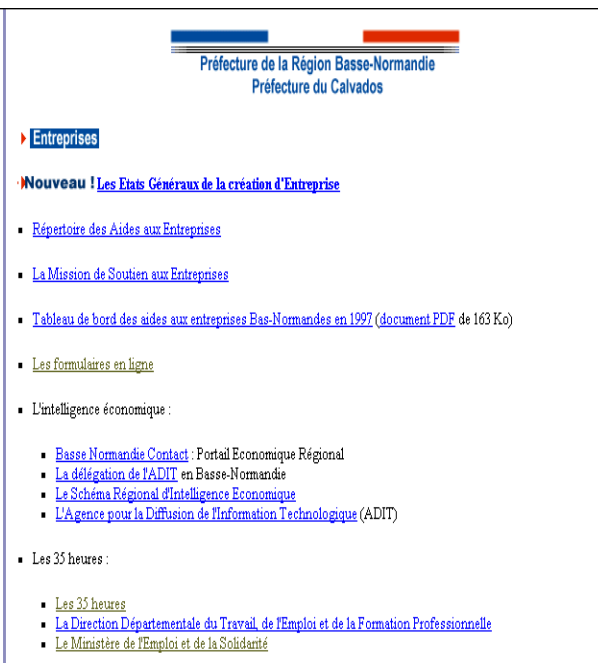 Préfecture de la Région Basse-Normandie
Préfecture du Calvados
Entreprises
Nouveau ! Les Etats Généraux de la création d'Entreprise
Répertoire des Aides aux Entreprises
La Mission de Soutien aux Entreprises
Tableau de bord des aides aux entreprises Bas-Normandes en 1997 (document PDF de 163 Ko)
Les formulaires en ligne
L'intelligence économique :
Basse Normandie Contact : Portail Economique Régional
La délégation de l'ADIT en Basse-Normandie
Le Schéma Régional d'Intelligence Economique
L'Agence pour la Diffusion de l'Information Technologique (ADIT)
Les 35 heures :
Les 35 heures
La Direction Départementale du Travail, de l'Emploi et de la Formation Professionnelle
Le Ministère de l'Emploi et de la Solidarité